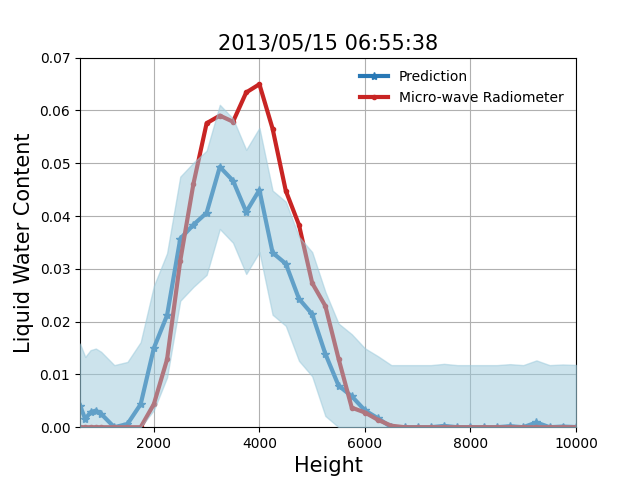 2013/05/15 06:55:38
Prediction
Micro-wave Radiometer
Liquid Water Content
0.07
0.06
0.05
0.04
0.03
0.02
0.01
0.00
2000 4000 6000 8000 10000
Height